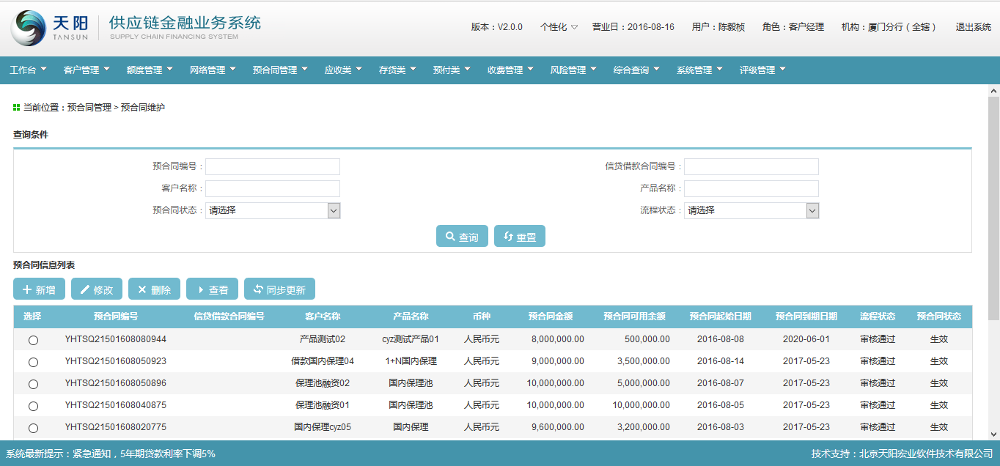 天阳 TANSUN 供应链金融业务系统 SUPPLY CHAIN FINANCING SYSTEM
版本：V2.0.0 个性化 营业日：2016-08-16 用户：陈毅桢 角色：客户经理 机构：厦门分行（全辖） 退出系统
工作台 客户管理 额度管理 网络管理 预合同管理 应收类 存货类 预付类 收费管理 风险管理 综合查询 系统管理 评级管理
当前位置：预合同管理 > 预合同维护
查询条件
预合同编号： 信贷借款合同编号：
客户名称： 产品名称：
预合同状态：请选择 流程状态：请选择
查询 重置
预合同信息列表
新增 修改 删除 查看 同步更新
选择 预合同编号 信贷借款合同编号 客户名称 产品名称 币种 预合同金额 预合同可用余额 预合同起始日期 预合同到期日期 流程状态 预合同状态
YHTSQ21501608080944 产品测试02 cyz测试产品01 人民币元 8,000,000.00 500,000.00 2016-08-08 2020-06-01 审核通过 生效
YHTSQ21501608050923 借款国内保理04 1+N国内保理 人民币元 9,000,000.00 3,500,000.00 2016-08-14 2017-05-23 审核通过 生效
YHTSQ21501608050896 保理池融资02 国内保理池 人民币元 10,000,000.00 5,000,000.00 2016-08-07 2017-05-23 审核通过 生效
YHTSQ21501608040875 保理池融资01 国内保理池 人民币元 10,000,000.00 10,000,000.00 2016-08-05 2017-05-23 审核通过 生效
YHTSQ21501608020775 国内保理cyz05 国内保理 人民币元 9,600,000.00 3,200,000.00 2016-08-03 2017-05-23 审核通过 生效
系统最新提示：紧急通知，5年期贷款利率下调5% 技术支持：北京天阳宏业软件技术有限公司